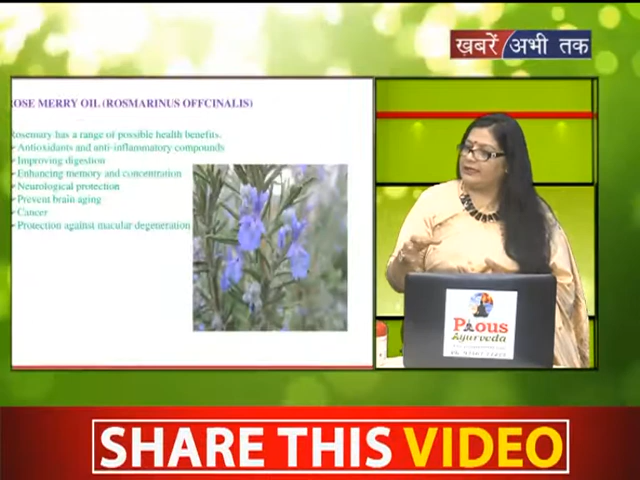 ख़बरें अभी तक
OSE MERRY OIL (ROSMARINUS OFFCINALIS)
Rosemary has a range of possible health benefits.
Antioxidants and anti-inflammatory compounds
Improving digestion
Enhancing memory and concentration
Neurological protection
Prevent brain aging
Cancer
Protection against macular degeneration
Pious
Ayurveda
SHARE THIS VIDEO